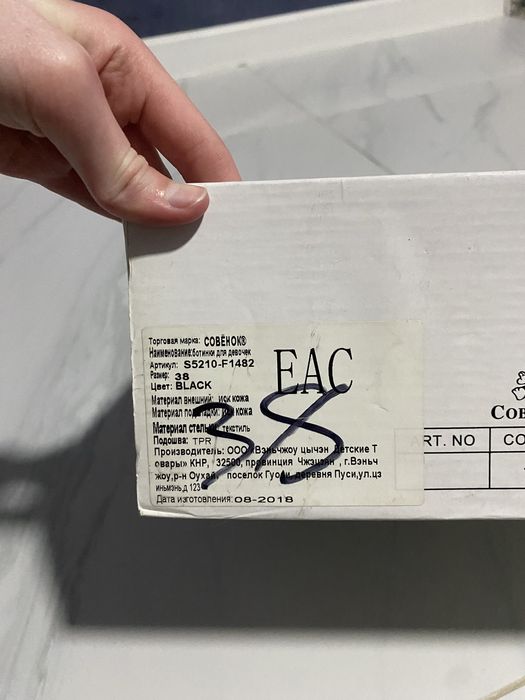 Торговая марка: СОВЁНОК®
Наименование: ботинки для девочек
Артикул: S5210-F1482
Размер: 38
Цвет: BLACK
EAC
Материал внешний: иск кожа
Материал подкладки: иск кожа
Материал стельки: текстиль
Подошва: TPR
38
Производитель: ООО «Вэньчжоу цычэн Детские Т
овары» КНР, 32500, провинция Чжэцзян, г.Вэньч
жоу,р-н Оухай, поселок Гуоси, деревня Пуси,ул.цз
иньмэнь,д 123
Дата изготовления: 08-2018
СОВ
ART. NO CO